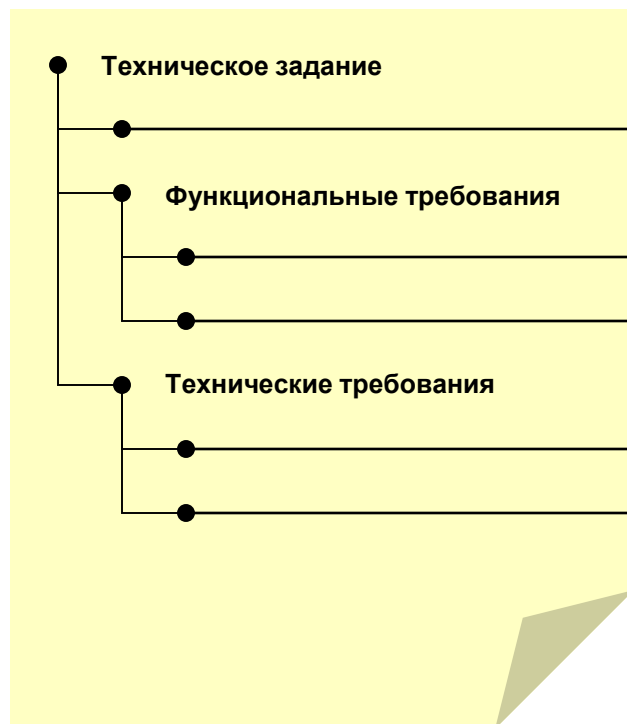 Техническое задание
Функциональные требования
Технические требования